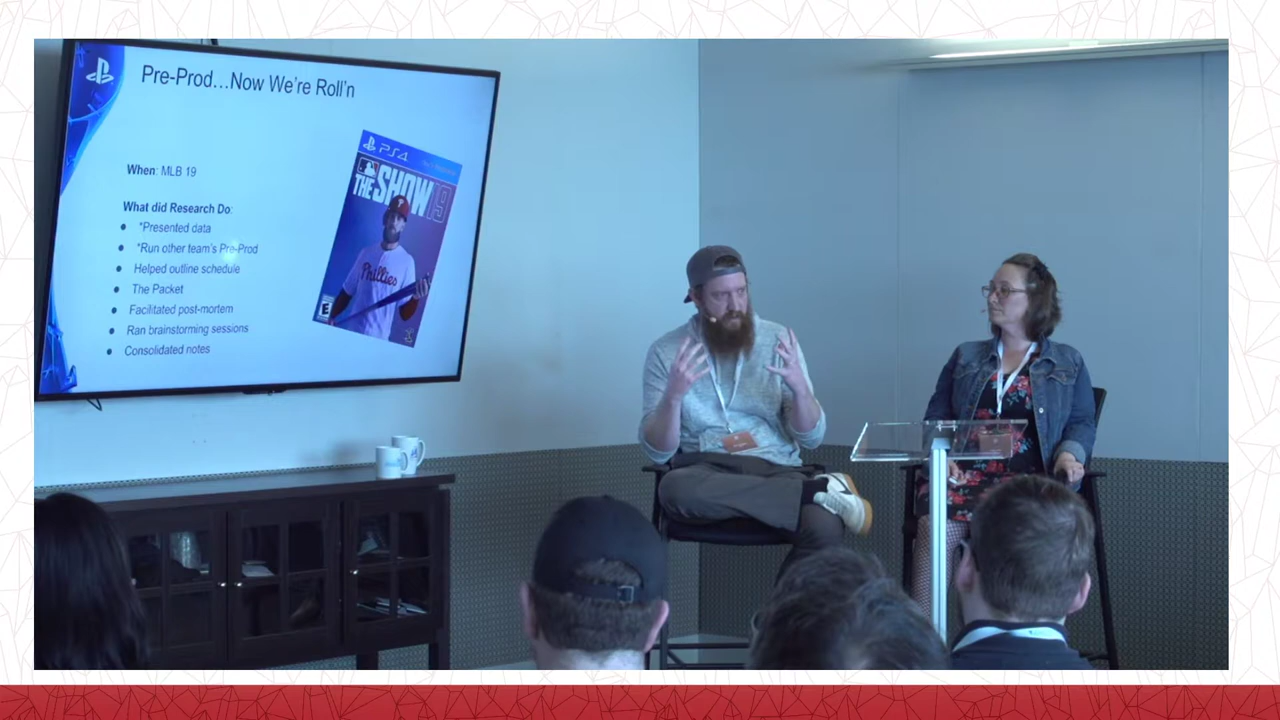 Pre-Prod…Now We're Roll'n
When: MLB 19
What did Research Do:
*Presented data
*Run other team's Pre-Prod
Helped outline schedule
The Packet
Facilitated post-mortem
Ran brainstorming sessions
Consolidated notes
PS4
THE SHOW 19
Phillies
E